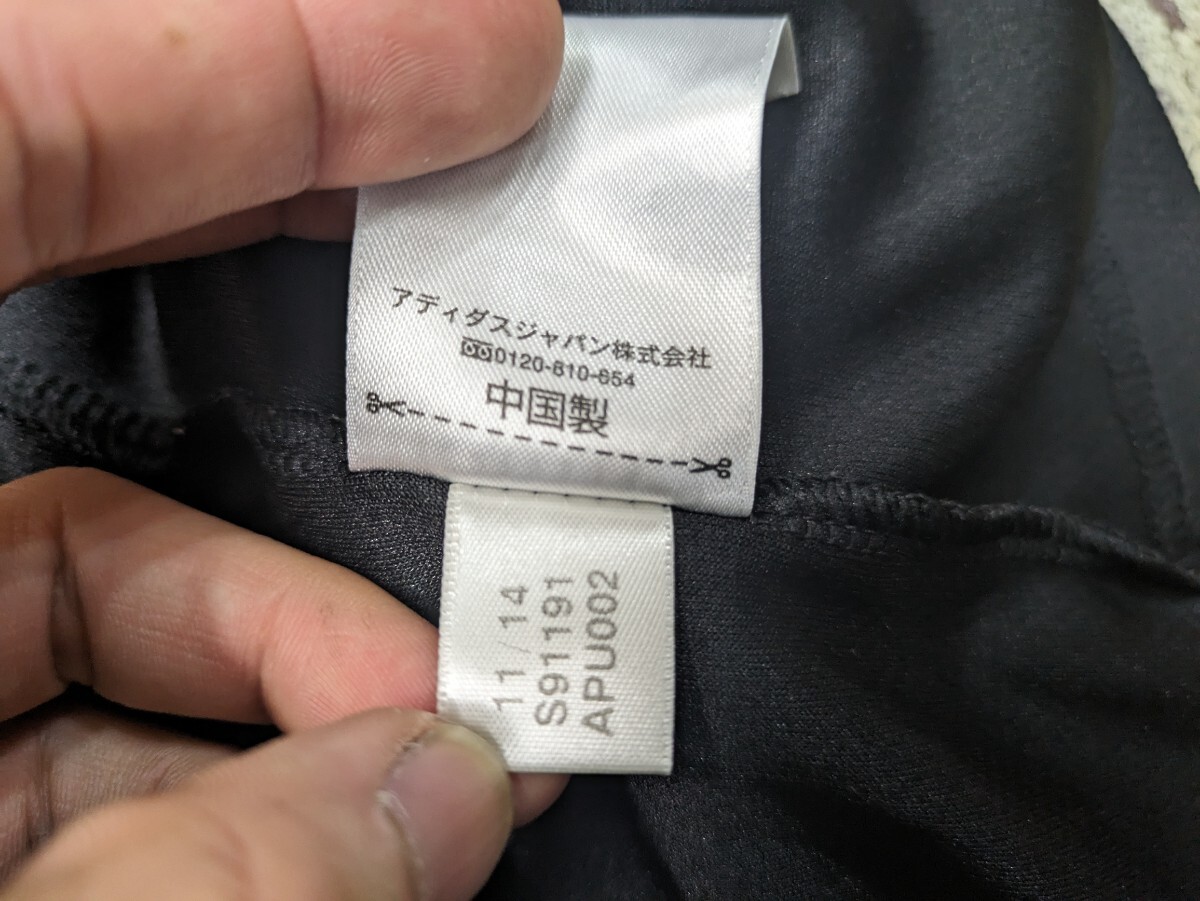 アディダスジャパン株式会社
0120-810-654
中国製
11/14
S91191
APU002